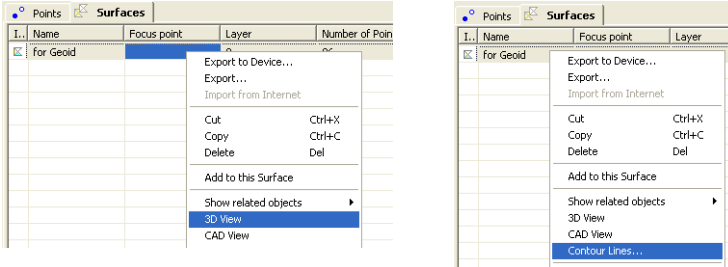 Points Surfaces
I.. Name Focus point Layer Number of Poin
for Geoid
Export to Device...
Export...
Import from Internet
Cut Ctrl+X
Copy Ctrl+C
Delete Del
Add to this Surface
Show related objects
3D View
CAD View
Points Surfaces
I.. Name Focus point Layer
for Geoid
Export to Device...
Export...
Import from Internet
Cut Ctrl+X
Copy Ctrl+C
Delete Del
Add to this Surface
Show related objects
3D View
CAD View
Contour Lines...